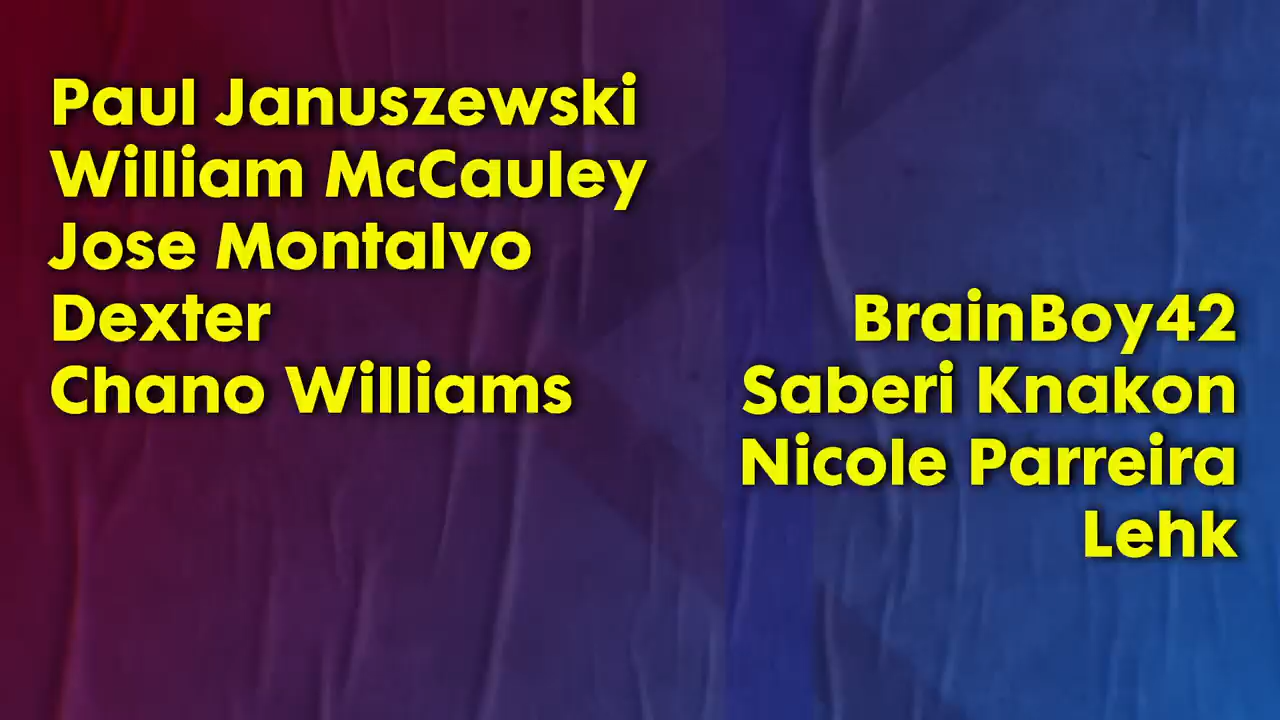 Paul Januszewski
William McCauley
Jose Montalvo
Dexter
Chano Williams
BrainBoy42
Saberi Knakon
Nicole Parreira
Lehk